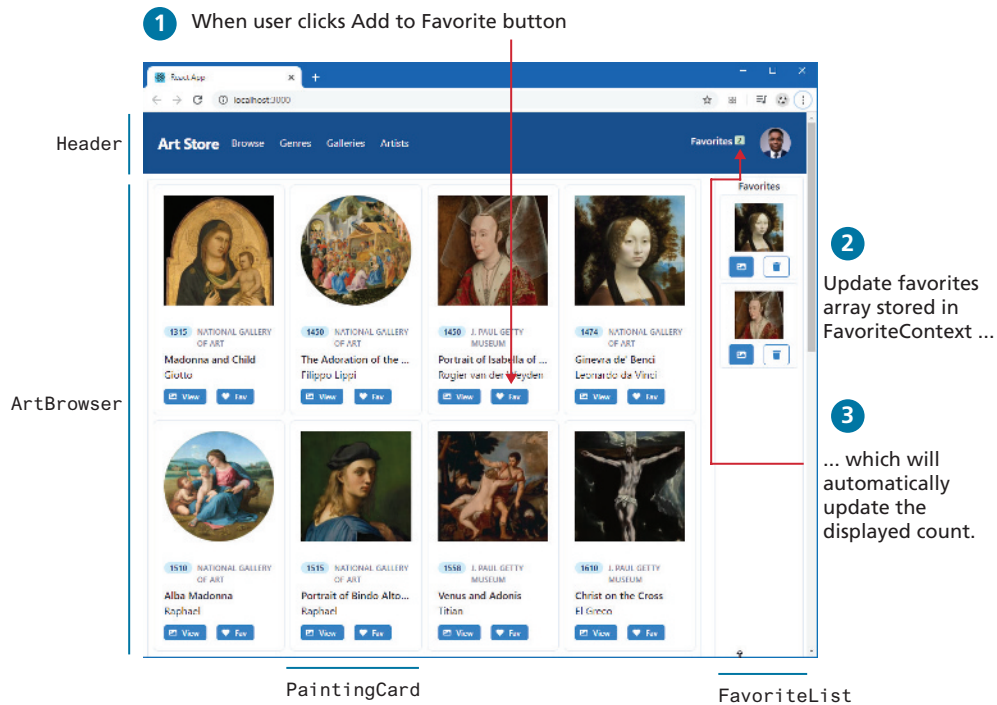 1 When user clicks Add to Favorite button
React App
localhost:3000
Header
Art Store Browse Genres Galleries Artists
Favorites 2
Favorites
ArtBrowser
1315 NATIONAL GALLERY
OF ART
Madonna and Child
Giotto
View Fav
1450 NATIONAL GALLERY
OF ART
The Adoration of the ...
Filippo Lippi
View Fav
1450 J. PAUL GETTY
MUSEUM
Portrait of Isabella of ...
Rogier van der Weyden
View Fav
1474 NATIONAL GALLERY
OF ART
Ginevra de' Benci
Leonardo da Vinci
View Fav
1510 NATIONAL GALLERY
OF ART
Alba Madonna
Raphael
View Fav
1515 NATIONAL GALLERY
OF ART
Portrait of Bindo Alto...
Raphael
View Fav
1550 J. PAUL GETTY
MUSEUM
Venus and Adonis
Titian
View Fav
1610 J. PAUL GETTY
MUSEUM
Christ on the Cross
El Greco
View Fav
2
Update favorites
array stored in
FavoriteContext ...
3
... which will
automatically
update the
displayed count.
PaintingCard
FavoriteList